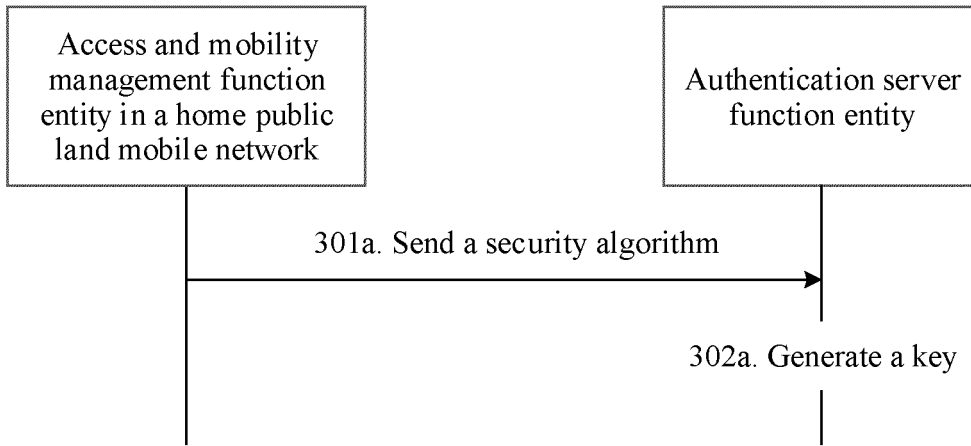 Access and mobility
management function
entity in a home public
land mobile network
Authentication server
function entity
301a. Send a security algorithm
302a. Generate a key